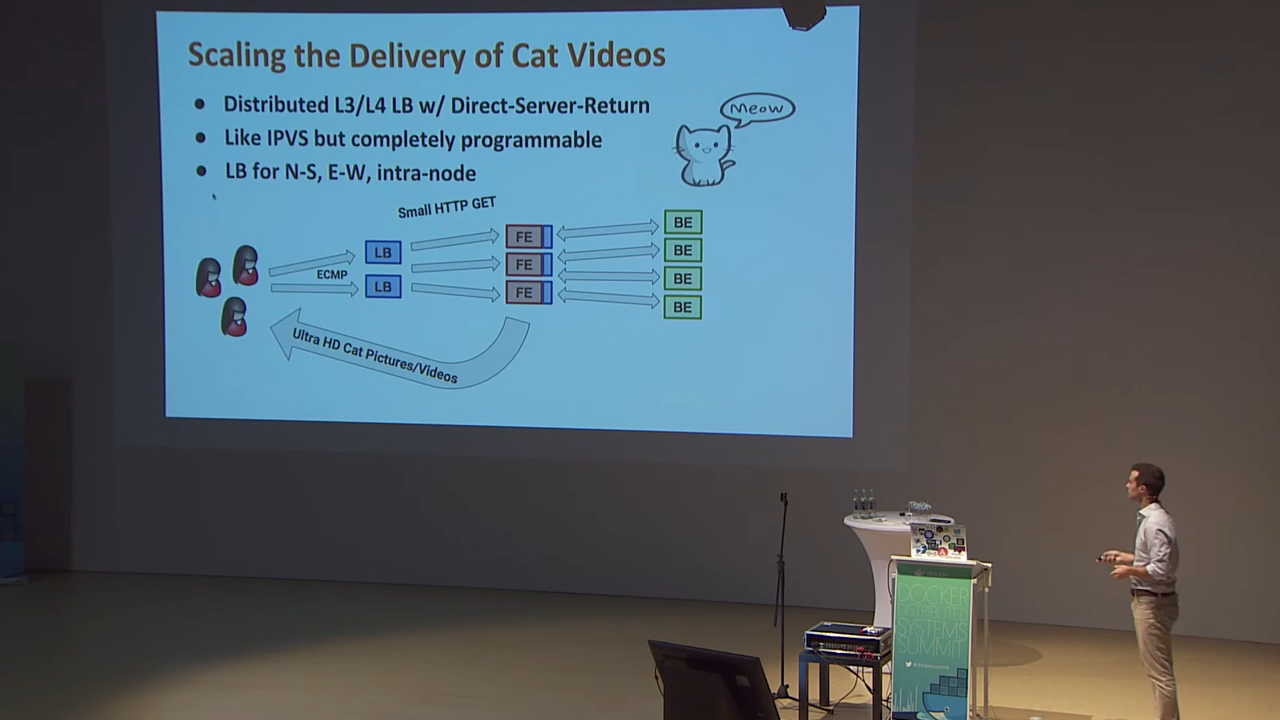 Scaling the Delivery of Cat Videos
● Distributed L3/L4 LB w/ Direct-Server-Return
● Like IPVS but completely programmable
● LB for N-S, E-W, intra-node
Meow
Small HTTP GET
ECMP
LB
LB
FE
FE
FE
BE
BE
BE
BE
Ultra HD Cat Pictures/Videos
DOCKER
DISTRIBUTED
SYSTEMS
SUMMIT